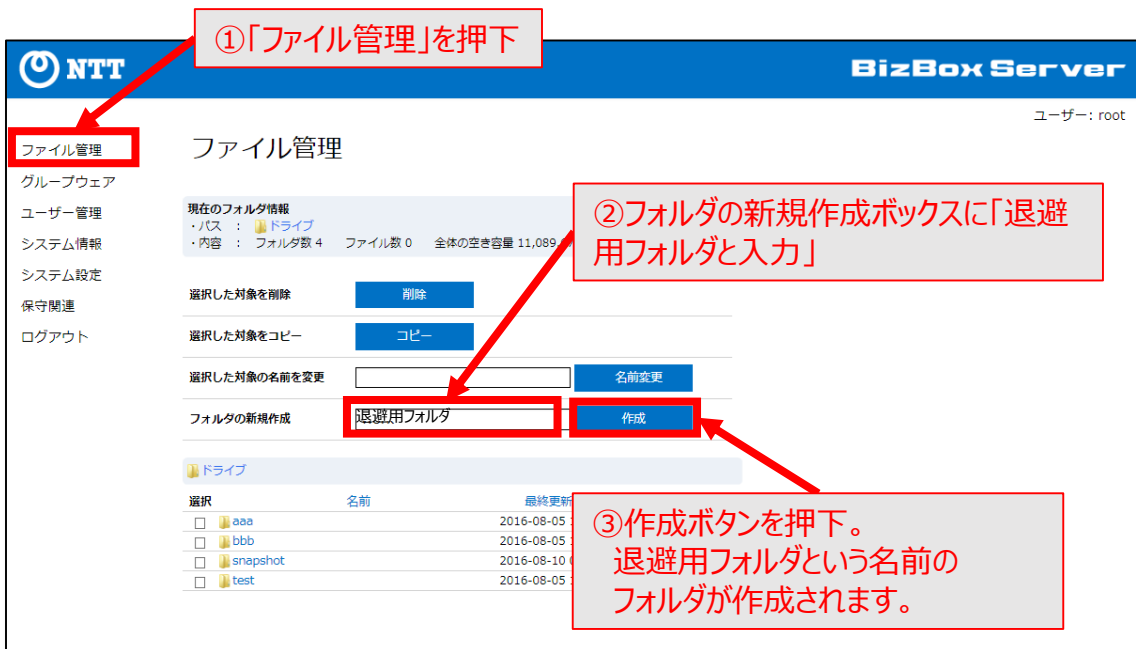 ①「ファイル管理」を押下
NTT
BizBox Server
ユーザー: root
ファイル管理
グループウェア
ユーザー管理
システム情報
システム設定
保守関連
ログアウト
ファイル管理
現在のフォルダ情報
・パス : ドライブ
・内容 : フォルダ数 4 ファイル数 0 全体の空き容量 11,089,
②フォルダの新規作成ボックスに「退避
用フォルダと入力」
選択した対象を削除 削除
選択した対象をコピー コピー
選択した対象の名前を変更 名前変更
フォルダの新規作成 退避用フォルダ 作成
ドライブ
選択 名前 最終更新
aaa 2016-08-05
bbb 2016-08-05
snapshot 2016-08-10
test 2016-08-05
③作成ボタンを押下。
退避用フォルダという名前の
フォルダが作成されます。